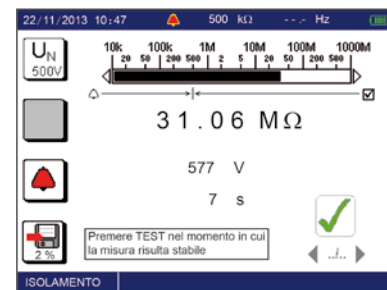 22/11/2013 10:47 500 kΩ --.- Hz
UN 500V
10k 100k 1M 10M 100M 1000M
20 50 200 500 2 5 20 50 200 500
31.06 MΩ
577 V
7 s
Premere TEST nel momento in cui
la misura risulta stabile
2 %
../..
ISOLAMENTO